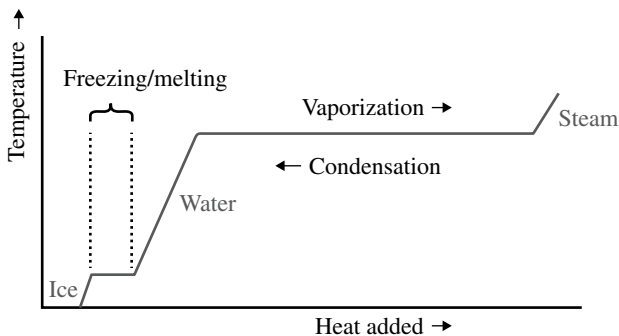 Temperature →
Freezing/melting
Vaporization →
Steam
← Condensation
Water
Ice
Heat added →